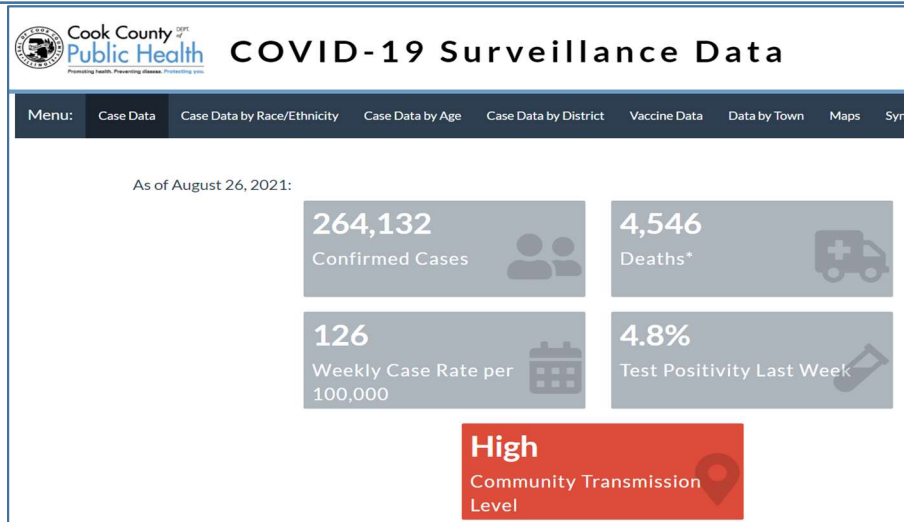 Cook County DEPT. of
Public Health
Promoting health. Preventing disease. Protecting you.
COVID-19 Surveillance Data
Menu: Case Data Case Data by Race/Ethnicity Case Data by Age Case Data by District Vaccine Data Data by Town Maps Syn
As of August 26, 2021:
264,132
Confirmed Cases
4,546
Deaths*
126
Weekly Case Rate per
100,000
4.8%
Test Positivity Last Week
High
Community Transmission
Level